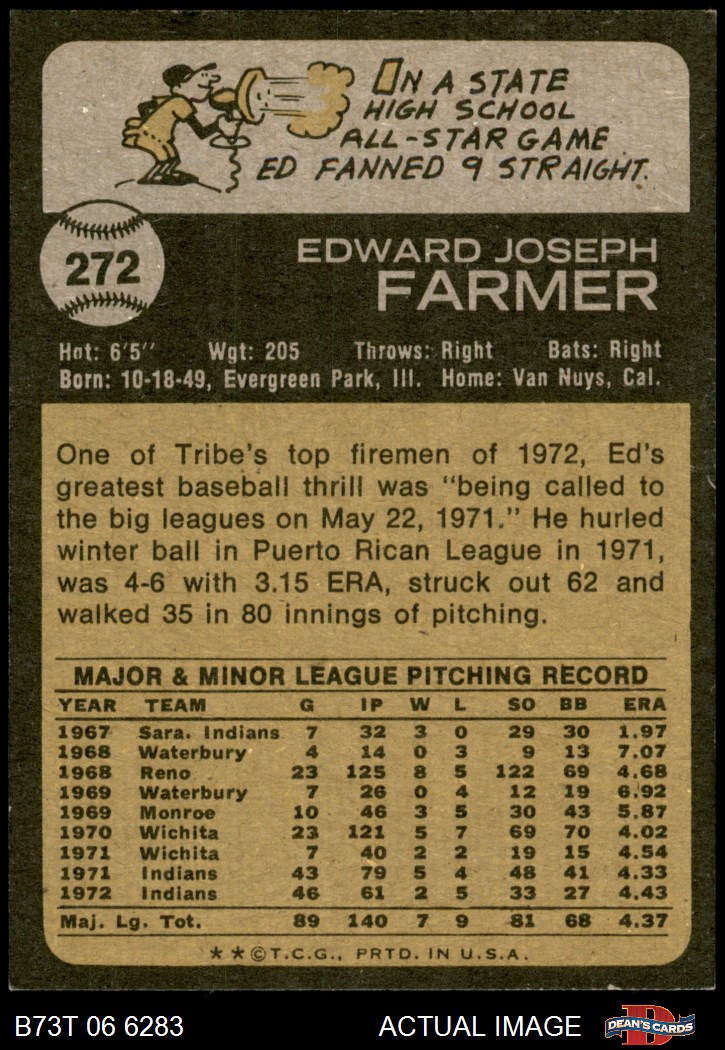 ON A STATE
HIGH SCHOOL
ALL-STAR GAME
ED FANNED 9 STRAIGHT.
272
EDWARD JOSEPH
FARMER
Hgt: 6'5" Wgt: 205 Throws: Right Bats: Right
Born: 10-18-49, Evergreen Park, Ill. Home: Van Nuys, Cal.
One of Tribe's top firemen of 1972, Ed's
greatest baseball thrill was "being called to
the big leagues on May 22, 1971." He hurled
winter ball in Puerto Rican League in 1971,
was 4-6 with 3.15 ERA, struck out 62 and
walked 35 in 80 innings of pitching.
MAJOR & MINOR LEAGUE PITCHING RECORD
YEAR TEAM G IP W L SO BB ERA
1967 Sara. Indians 7 32 3 0 29 30 1.97
1968 Waterbury 4 14 0 3 9 13 7.07
1968 Reno 23 125 8 5 122 69 4.68
1969 Waterbury 7 26 0 4 12 19 6.92
1969 Monroe 10 46 3 5 30 43 5.87
1970 Wichita 23 121 5 7 69 70 4.02
1971 Wichita 7 40 2 2 19 15 4.54
1971 Indians 43 79 5 4 48 41 4.33
1972 Indians 46 61 2 5 33 27 4.43
Maj. Lg. Tot. 89 140 7 9 81 68 4.37
**©T.C.G., PRTD. IN U.S.A.
B73T 06 6283 ACTUAL IMAGE
D
DEAN'S CARDS